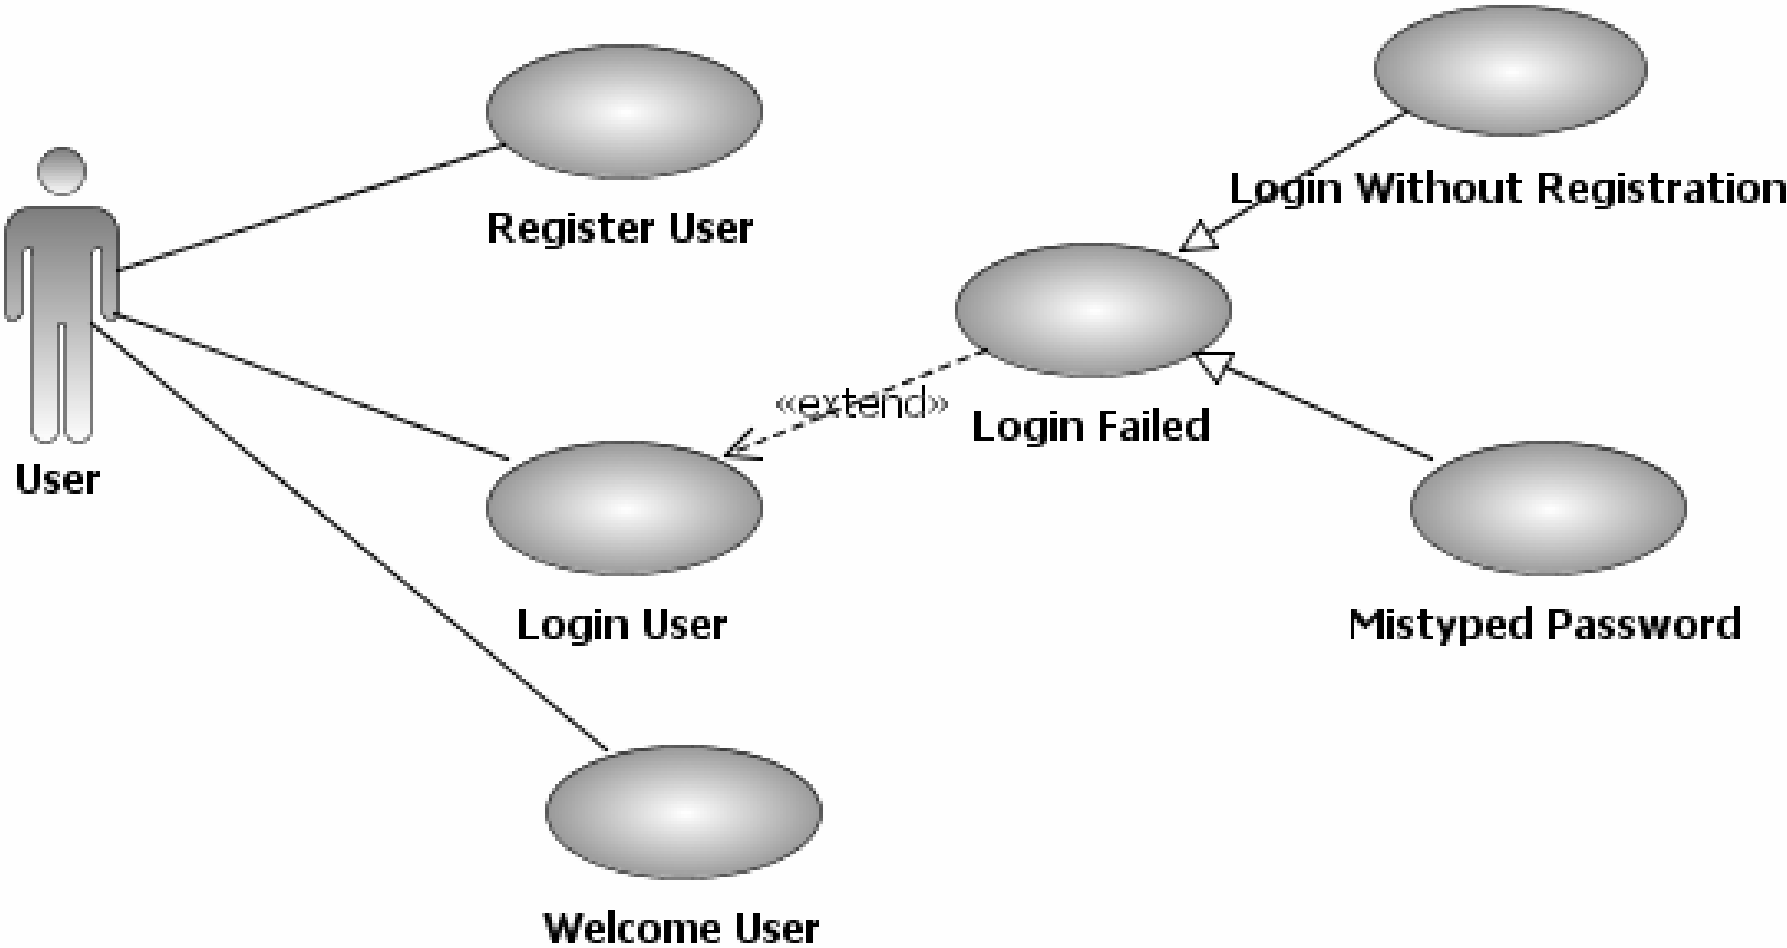 Login Without Registration
Register User
«extend»
Login Failed
User
Login User
Mistyped Password
Welcome User